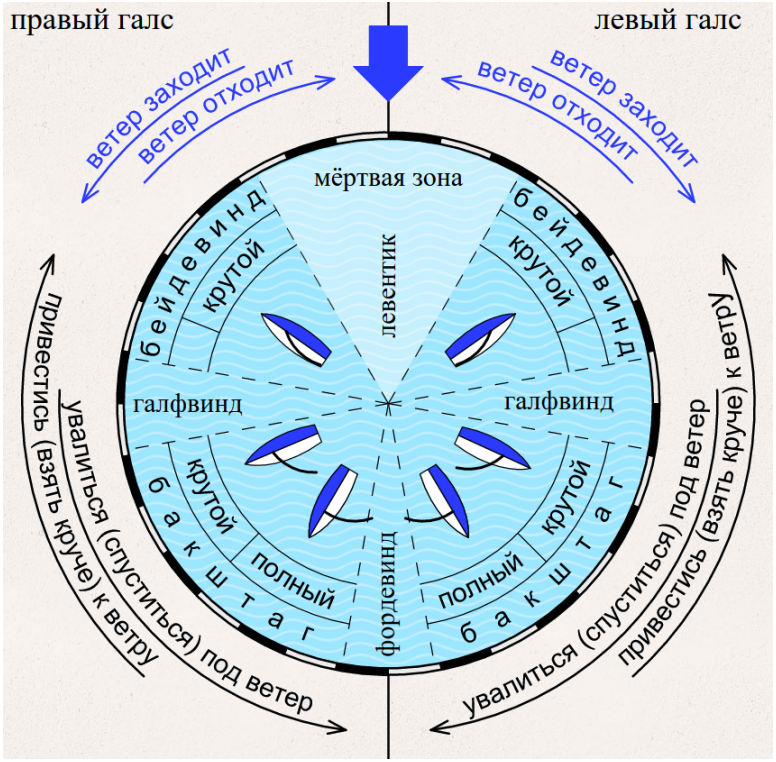 правый галс
левый галс
ветер заходит
ветер отходит
ветер заходит
ветер отходит
мёртвая зона
левентик
бейдевинд
крутой
бейдевинд
крутой
галфвинд
галфвинд
крутой
полный
бакштаг
крутой
полный
бакштаг
фордевинд
привестись (взять круче) к ветру
увалиться (спуститься) под ветер
увалиться (спуститься) под ветер
привестись (взять круче) к ветру